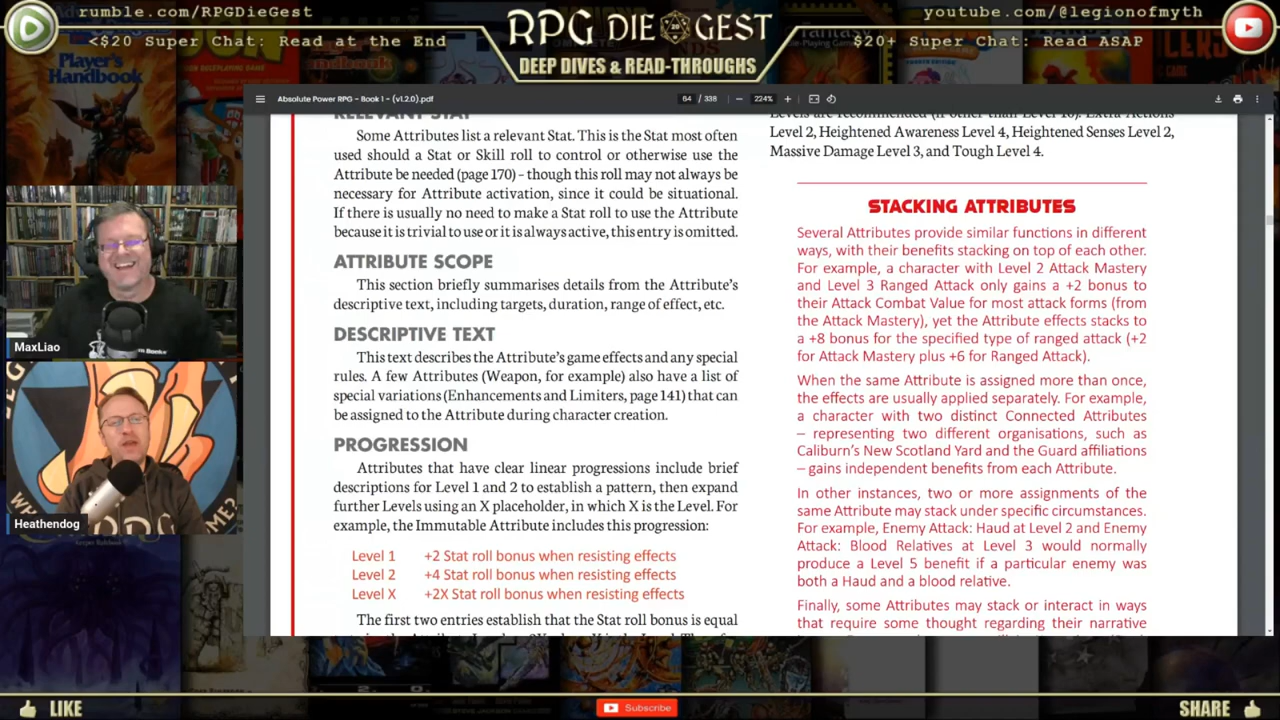 rumble.com/RPGDieGest
<$20 Super Chat: Read at the End
RPG DIE GEST
DEEP DIVES & READ-THROUGHS
youtube.com/@legionofmyth
$20+ Super Chat: Read ASAP
Player's
Handbook
Absolute Power RPG – Book 1 – (v1.2.0).pdf
64 / 338
224%
RELEVANT STAT
Some Attributes list a relevant Stat. This is the Stat most often
used should a Stat or Skill roll to control or otherwise use the
Attribute be needed (page 170) – though this roll may not always be
necessary for Attribute activation, since it could be situational.
If there is usually no need to make a Stat roll to use the Attribute
because it is trivial to use or it is always active, this entry is omitted.
ATTRIBUTE SCOPE
This section briefly summarises details from the Attribute's
descriptive text, including targets, duration, range of effect, etc.
DESCRIPTIVE TEXT
This text describes the Attribute's game effects and any special
rules. A few Attributes (Weapon, for example) also have a list of
special variations (Enhancements and Limiters, page 141) that can
be assigned to the Attribute during character creation.
PROGRESSION
Attributes that have clear linear progressions include brief
descriptions for Level 1 and 2 to establish a pattern, then expand
further Levels using an X placeholder, in which X is the Level. For
example, the Immutable Attribute includes this progression:
Level 1 +2 Stat roll bonus when resisting effects
Level 2 +4 Stat roll bonus when resisting effects
Level X +2X Stat roll bonus when resisting effects
The first two entries establish that the Stat roll bonus is equal
Levels are recommended (if other than Level 10): Extra Actions
Level 2, Heightened Awareness Level 4, Heightened Senses Level 2,
Massive Damage Level 3, and Tough Level 4.
STACKING ATTRIBUTES
Several Attributes provide similar functions in different
ways, with their benefits stacking on top of each other.
For example, a character with Level 2 Attack Mastery
and Level 3 Ranged Attack only gains a +2 bonus to
their Attack Combat Value for most attack forms (from
the Attack Mastery), yet the Attribute effects stacks to
a +8 bonus for the specified type of ranged attack (+2
for Attack Mastery plus +6 for Ranged Attack).
When the same Attribute is assigned more than once,
the effects are usually applied separately. For example,
a character with two distinct Connected Attributes
– representing two different organisations, such as
Caliburn's New Scotland Yard and the Guard affiliations
– gains independent benefits from each Attribute.
In other instances, two or more assignments of the
same Attribute may stack under specific circumstances.
For example, Enemy Attack: Haud at Level 2 and Enemy
Attack: Blood Relatives at Level 3 would normally
produce a Level 5 benefit if a particular enemy was
both a Haud and a blood relative.
Finally, some Attributes may stack or interact in ways
that require some thought regarding their narrative
MaxLiao
Heathendog
LIKE
Subscribe
SHARE